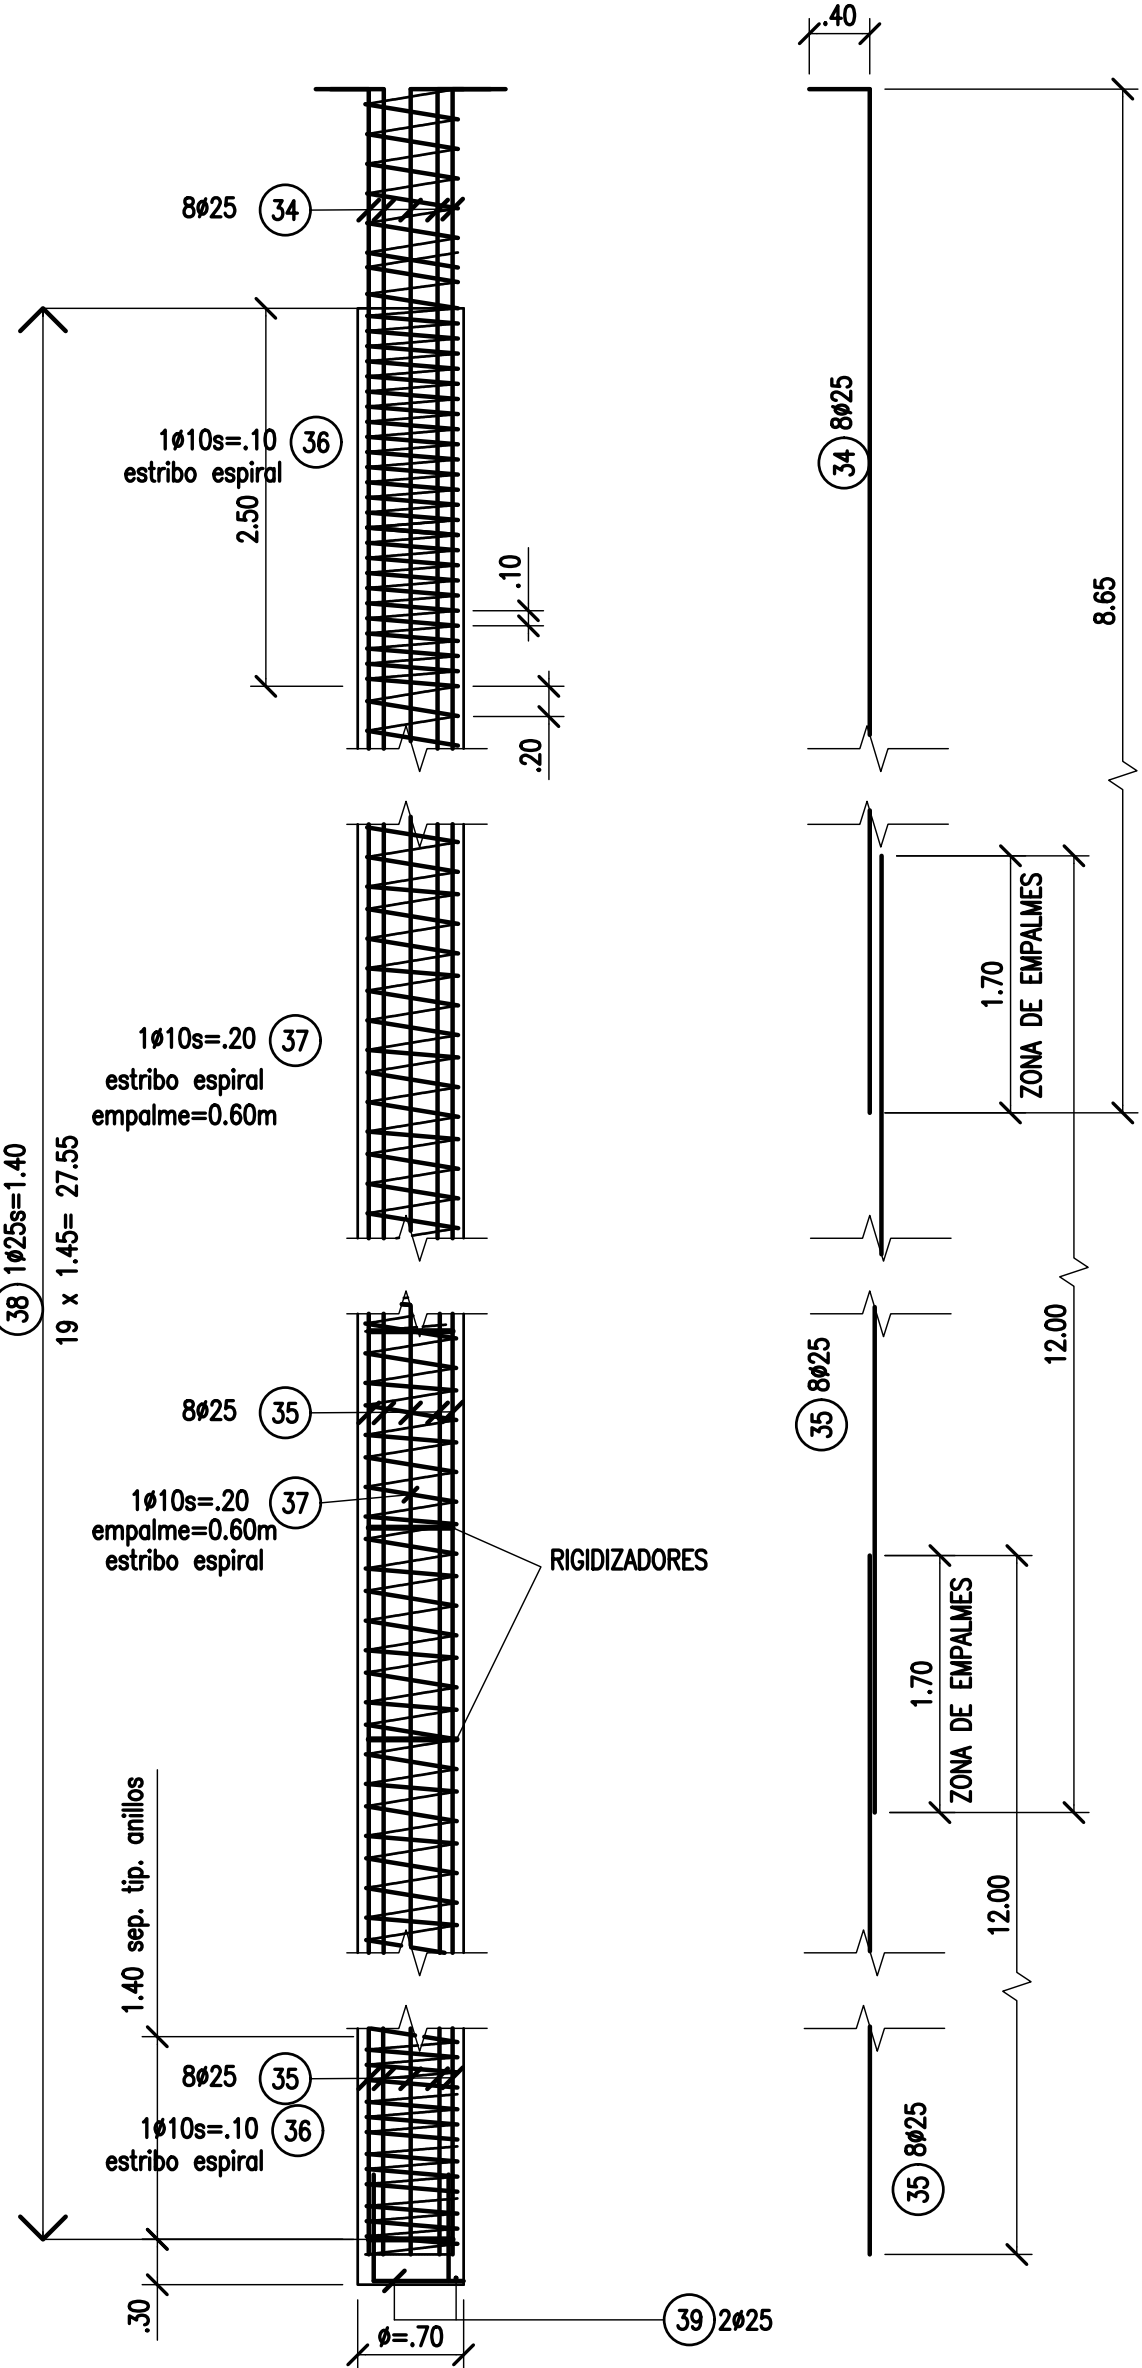 .40
8ø25 34
34 8ø25
1ø10s=.10 36
estribo espiral
2.50
.10
.20
8.65
1ø10s=.20 37
estribo espiral
empalme=0.60m
1.70
ZONA DE EMPALMES
38 1ø25s=1.40
19 x 1.45= 27.55
12.00
8ø25 35
35 8ø25
1ø10s=.20 37
empalme=0.60m
estribo espiral
RIGIDIZADORES
1.70
ZONA DE EMPALMES
1.40 sep. tip. anillos
12.00
8ø25 35
1ø10s=.10 36
estribo espiral
35 8ø25
.30
ø=.70
39 2ø25